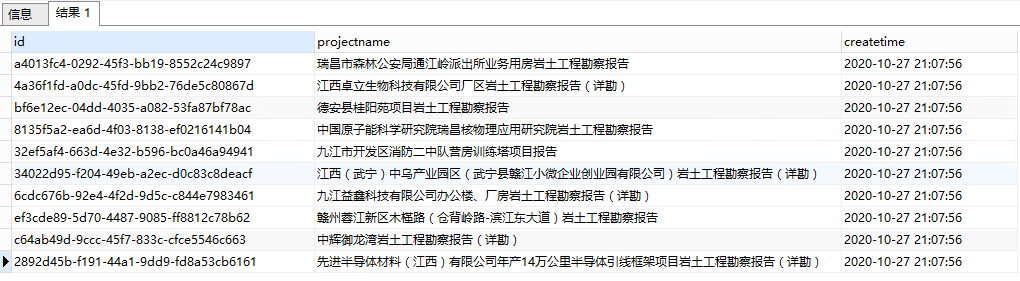 信息 结果 1
id projectname createtime
a4013fc4-0292-45f3-bb19-8552c24c9897 瑞昌市森林公安局通江岭派出所业务用房岩土工程勘察报告 2020-10-27 21:07:56
4a36f1fd-a0dc-45fd-9bb2-76de5c80867d 江西卓立生物科技有限公司厂区岩土工程勘察报告（详勘） 2020-10-27 21:07:56
bf6e12ec-04dd-4035-a082-53fa87bf78ac 德安县桂阳苑项目岩土工程勘察报告 2020-10-27 21:07:56
8135f5a2-ea6d-4f03-8138-ef0216141b04 中国原子能科学研究院瑞昌核物理应用研究院岩土工程勘察报告 2020-10-27 21:07:56
32ef5af4-663d-4e32-b596-bc0a46a94941 九江市开发区消防二中队营房训练塔项目报告 2020-10-27 21:07:56
34022d95-f204-49eb-a2ec-d0c83c8deacf 江西（武宁）中乌产业园（武宁县赣江小微企业创业园有限公司）岩土工程勘察报告（详勘） 2020-10-27 21:07:56
6cdc676b-92e4-4f2d-9d5c-c844e7983461 九江益鑫科技有限公司办公楼、厂房岩土工程勘察报告（详勘） 2020-10-27 21:07:56
ef3cde89-5d70-4487-9085-ff8812c78b62 赣州蓉江新区木槿路（仓背岭路-滨江东大道）岩土工程勘察报告 2020-10-27 21:07:56
c64ab49d-9ccc-45f7-833c-cfce5546c663 中辉御龙湾岩土工程勘察报告（详勘） 2020-10-27 21:07:56
2892d45b-f191-44a1-9dd9-fd8a53cb6161 先进半导体材料（江西）有限公司年产14万公里半导体引线框架项目岩土工程勘察报告（详勘） 2020-10-27 21:07:56